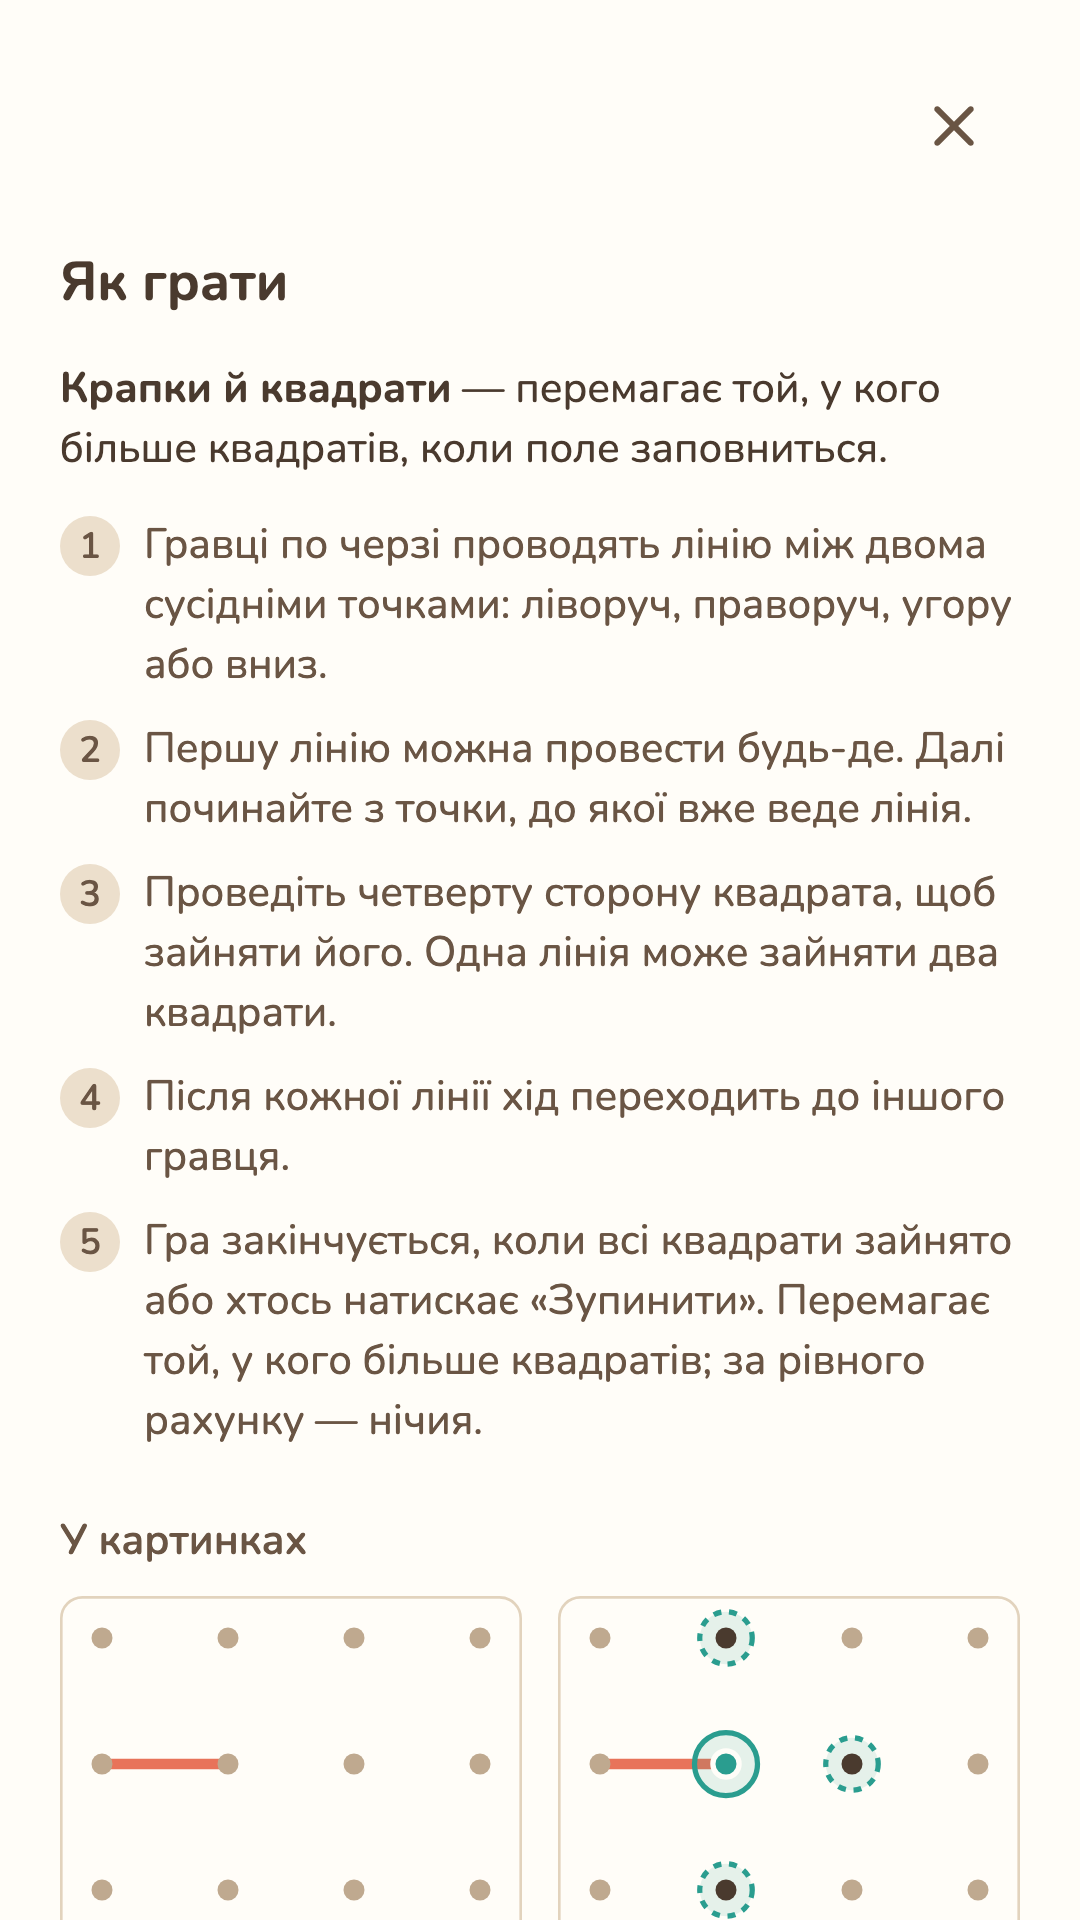 Як грати
Крапки й квадрати — перемагає той, у кого
більше квадратів, коли поле заповниться.
1 Гравці по черзі проводять лінію між двома
сусідніми точками: ліворуч, праворуч, угору
або вниз.
2 Першу лінію можна провести будь-де. Далі
починайте з точки, до якої вже веде лінія.
3 Проведіть четверту сторону квадрата, щоб
зайняти його. Одна лінія може зайняти два
квадрати.
4 Після кожної лінії хід переходить до іншого
гравця.
5 Гра закінчується, коли всі квадрати зайнято
або хтось натискає «Зупинити». Перемагає
той, у кого більше квадратів; за рівного
рахунку — нічия.
У картинках